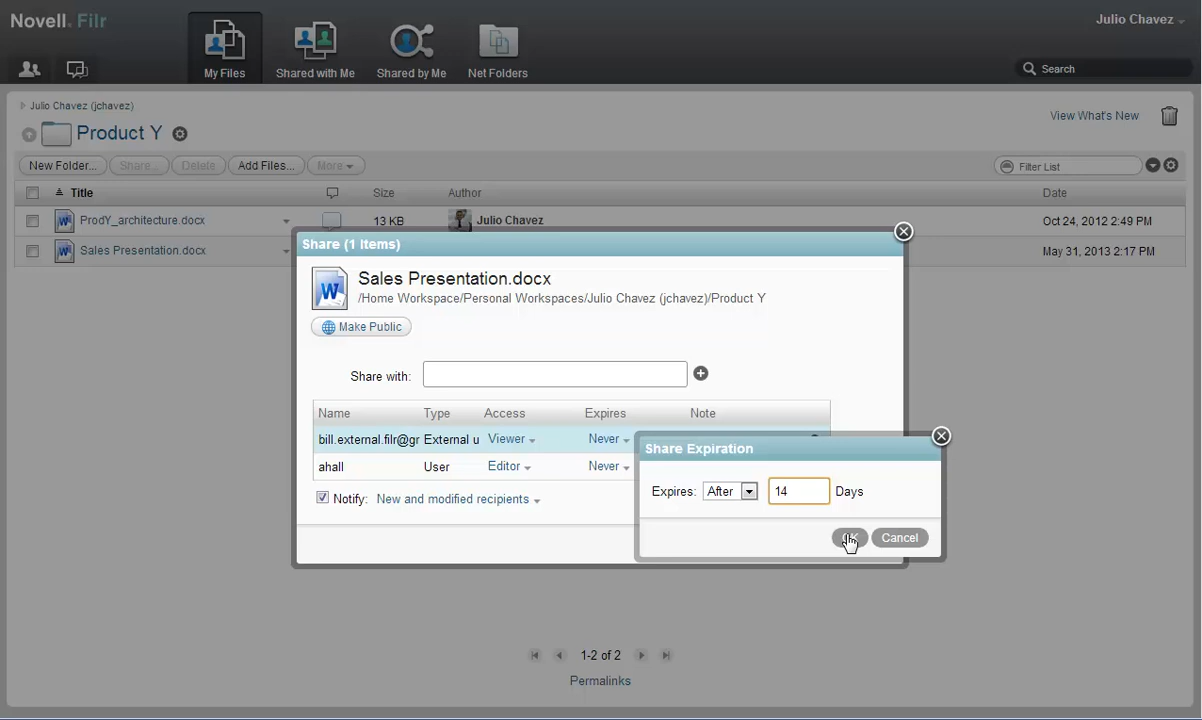 Novell. Filr
Julio Chavez
My Files
Shared with Me
Shared by Me
Net Folders
Search
Julio Chavez (jchavez)
View What's New
Product Y
New Folder... Share... Delete Add Files... More
Filter List
Title Size Author Date
ProdY_architecture.docx 13 KB Julio Chavez Oct 24, 2012 2:49 PM
Sales Presentation.docx May 31, 2013 2:17 PM
Share (1 Items)
W Sales Presentation.docx
/Home Workspace/Personal Workspaces/Julio Chavez (jchavez)/Product Y
Make Public
Share with:
Name Type Access Expires Note
bill.external.filr@gr External u Viewer Never
ahall User Editor Never
Notify: New and modified recipients
Share Expiration
Expires: After 14 Days
Cancel
1-2 of 2
Permalinks